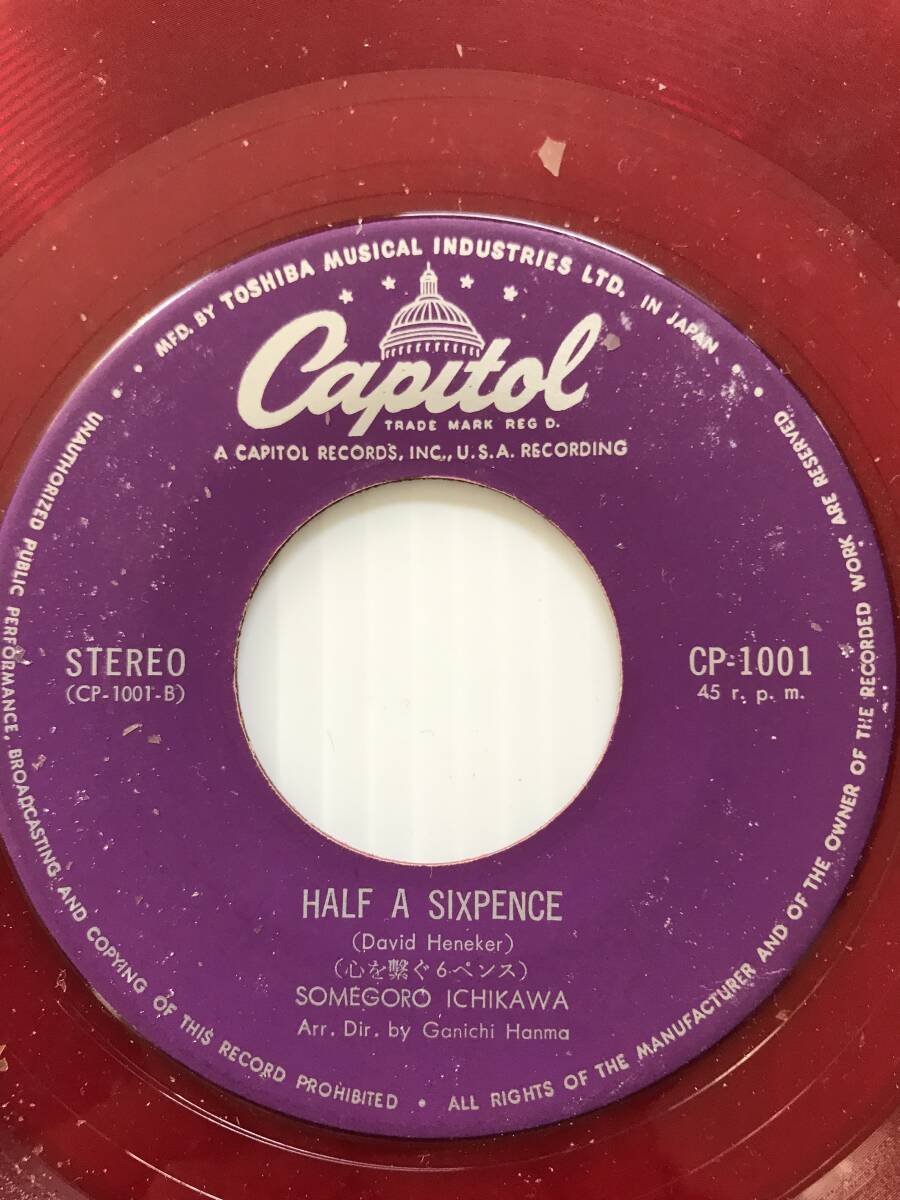 MFD. BY TOSHIBA MUSICAL INDUSTRIES LTD. IN JAPAN
Capitol
TRADE MARK REG D.
A CAPITOL RECORDS, INC., U.S.A. RECORDING
STEREO
(CP-1001-B)
CP-1001
45 r. p. m.
HALF A SIXPENCE
(David Heneker)
(心を繋ぐ6ペンス)
SOMEGORO ICHIKAWA
Arr. Dir. by Ganichi Hanma
UNAUTHORIZED PUBLIC PERFORMANCE, BROADCASTING AND COPYING OF THIS RECORD PROHIBITED • ALL RIGHTS OF THE MANUFACTURER AND OF THE OWNER OF THE RECORDED WORK ARE RESERVED